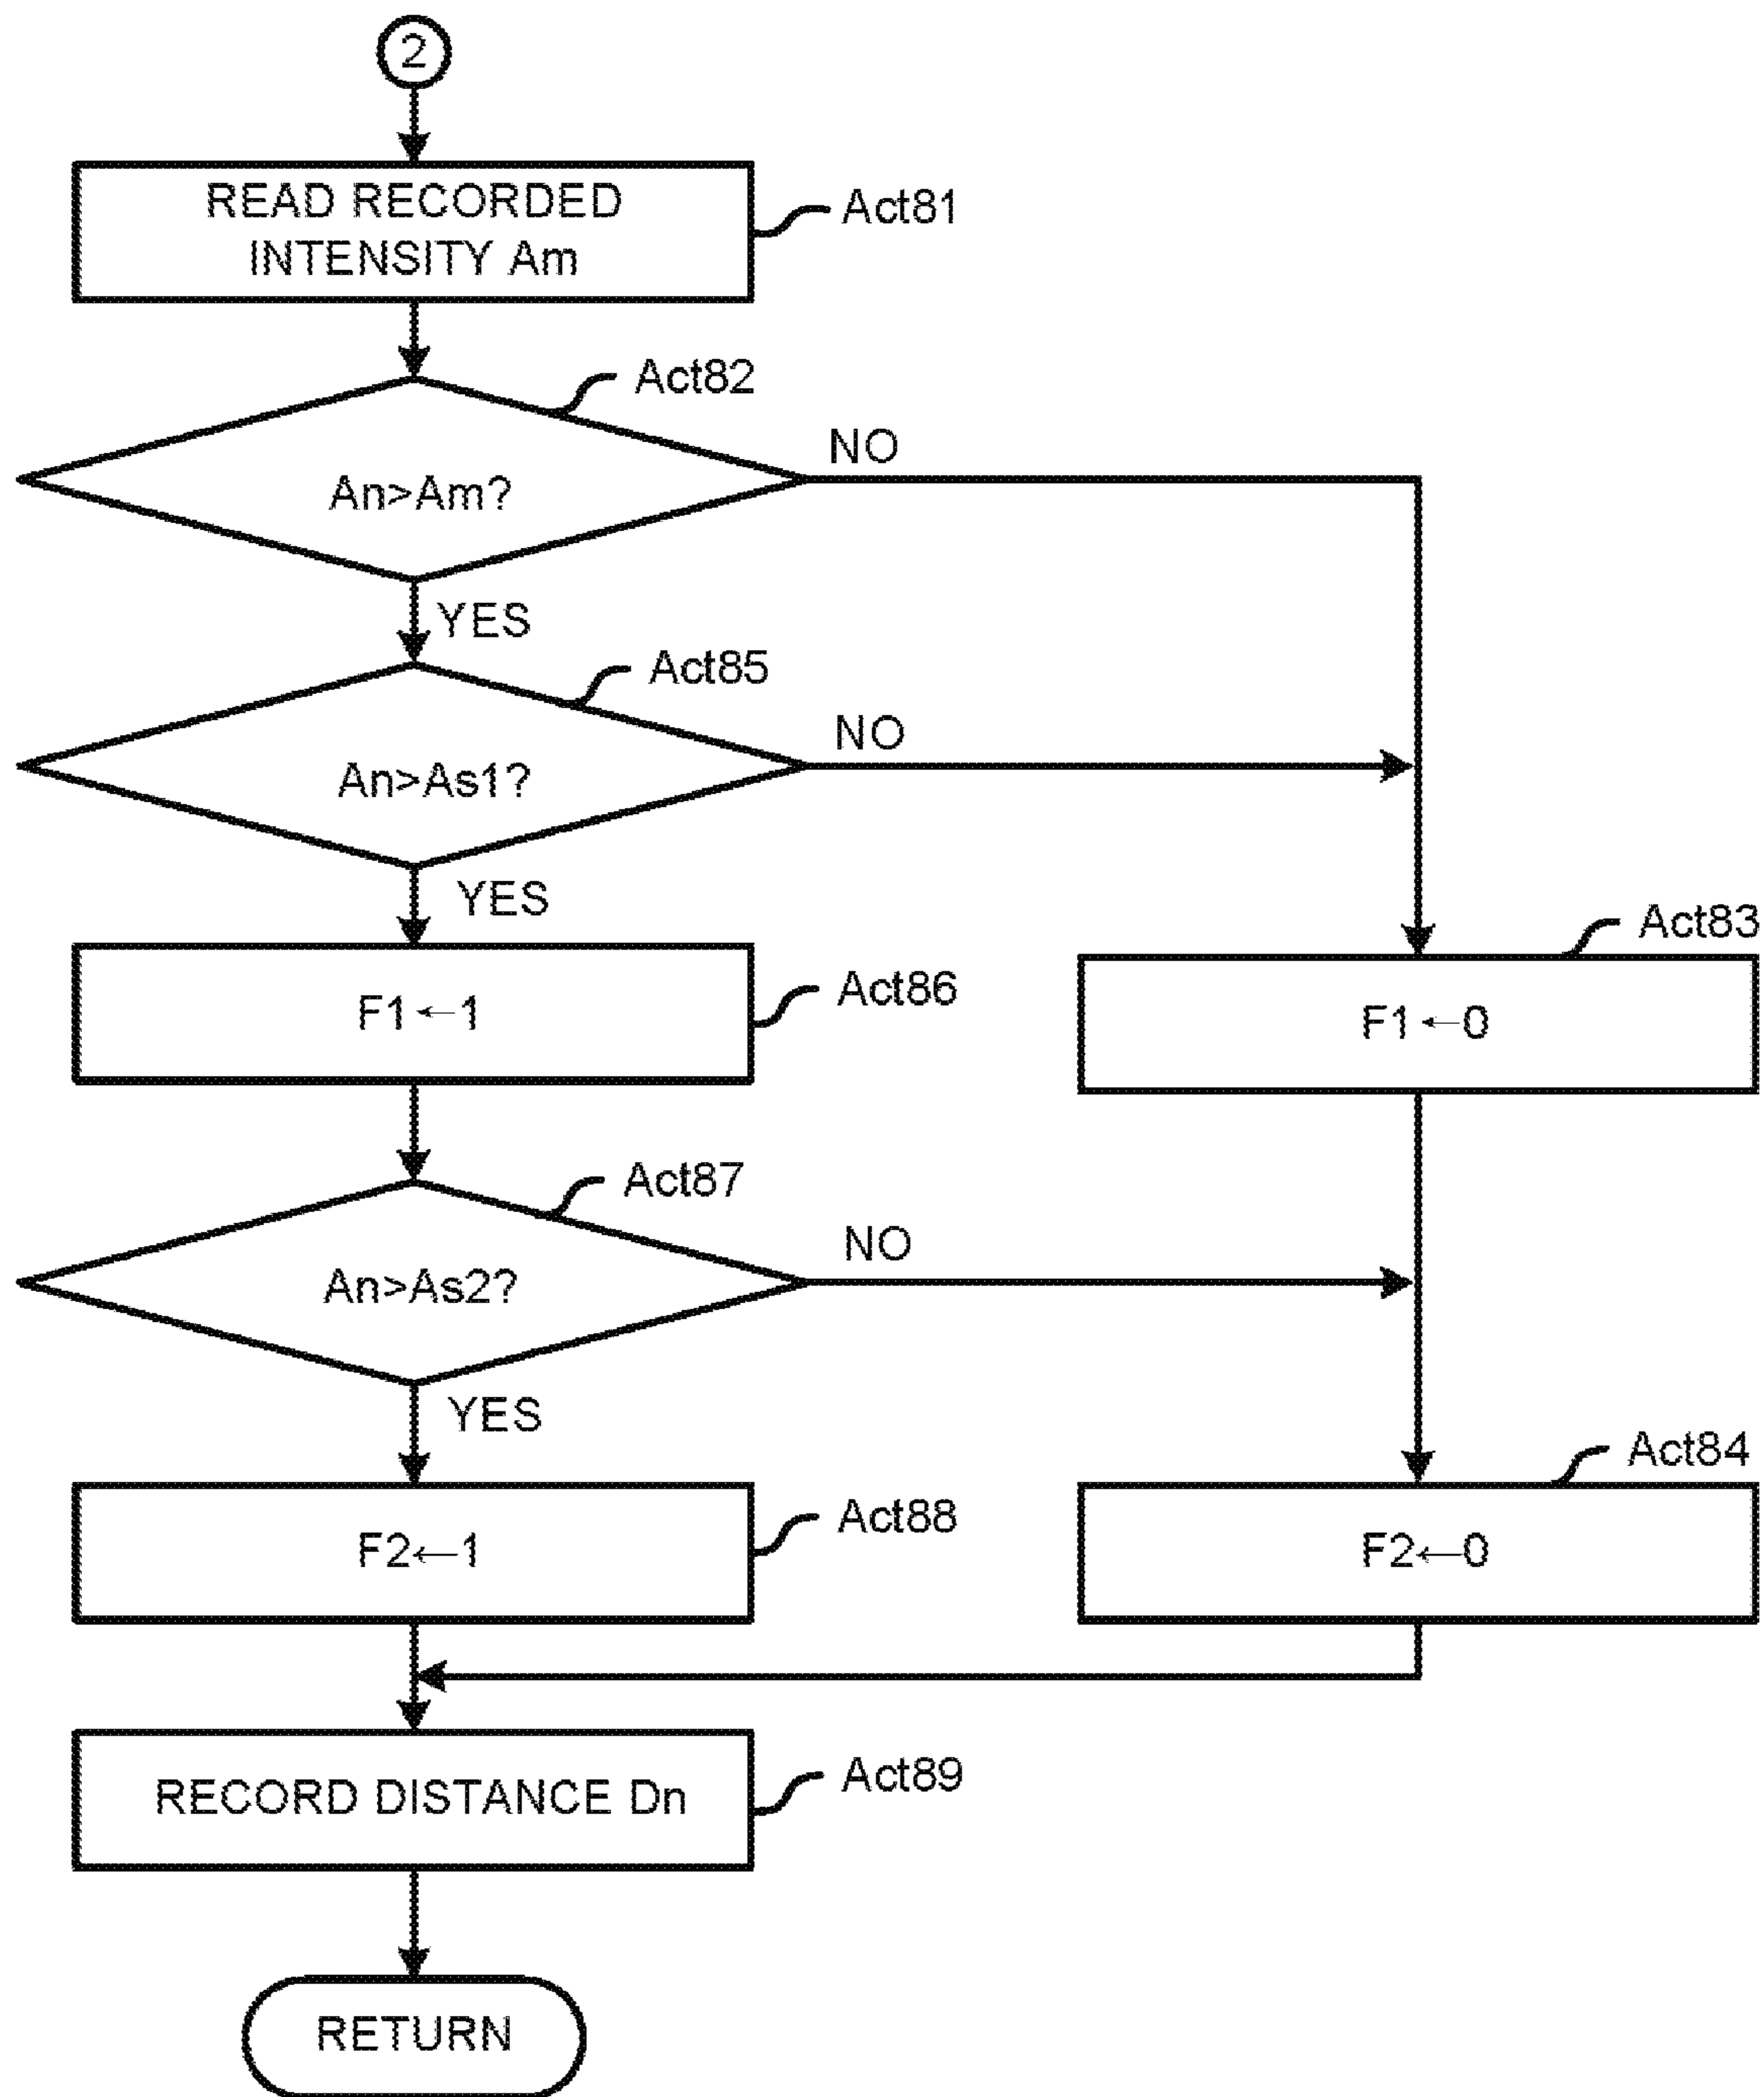 2
READ RECORDED
INTENSITY Am
Act81
Act82
An>Am?
NO
YES
Act85
An>As1?
NO
YES
Act83
F1←1
Act86
F1←0
Act87
An>As2?
NO
YES
Act84
F2←1
Act88
F2←0
RECORD DISTANCE Dn
Act89
RETURN